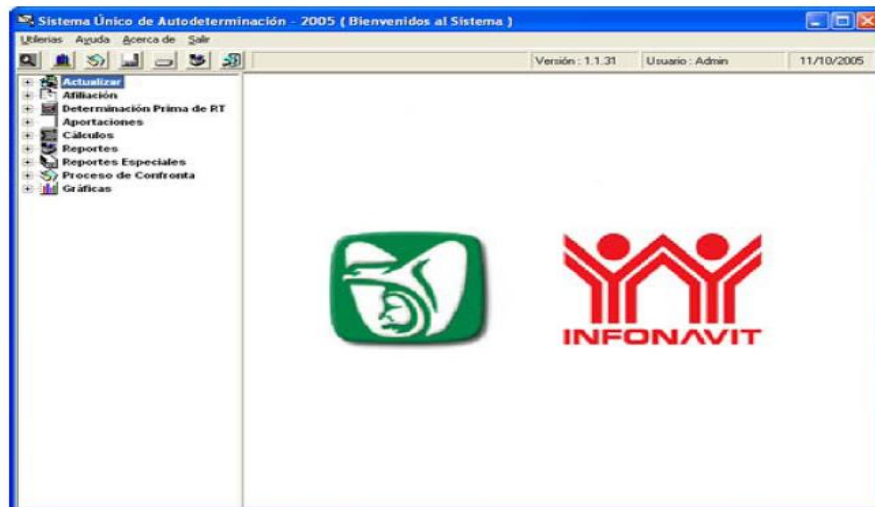 Sistema Único de Autodeterminación - 2005 ( Bienvenidos al Sistema )
Utilerias Ayuda Acerca de Salir
Versión : 1.1.31 Usuario : Admin 11/10/2005
Actualizar
Afiliación
Determinación Prima de RT
Aportaciones
Cálculos
Reportes
Reportes Especiales
Proceso de Confronta
Gráficas
INFONAVIT